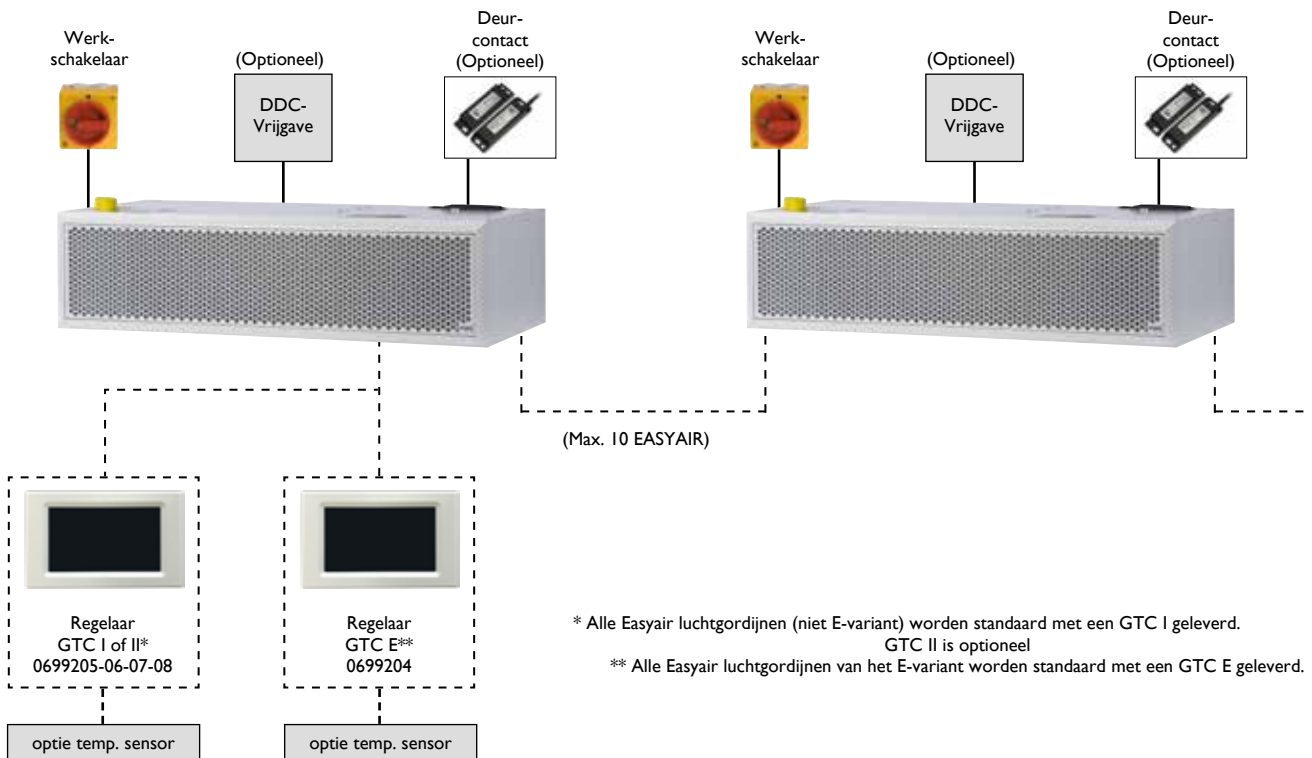 Werk-
schakelaar
(Optioneel)
DDC-
Vrijgave
Deur-
contact
(Optioneel)
Werk-
schakelaar
(Optioneel)
DDC-
Vrijgave
Deur-
contact
(Optioneel)
(Max. 10 EASYAIR)
Regelaar
GTC I of II*
0699205-06-07-08
optie temp. sensor
Regelaar
GTC E**
0699204
optie temp. sensor
* Alle Easyair luchtgordijnen (niet E-variant) worden standaard met een GTC I geleverd.
GTC II is optioneel
** Alle Easyair luchtgordijnen van het E-variant worden standaard met een GTC E geleverd.